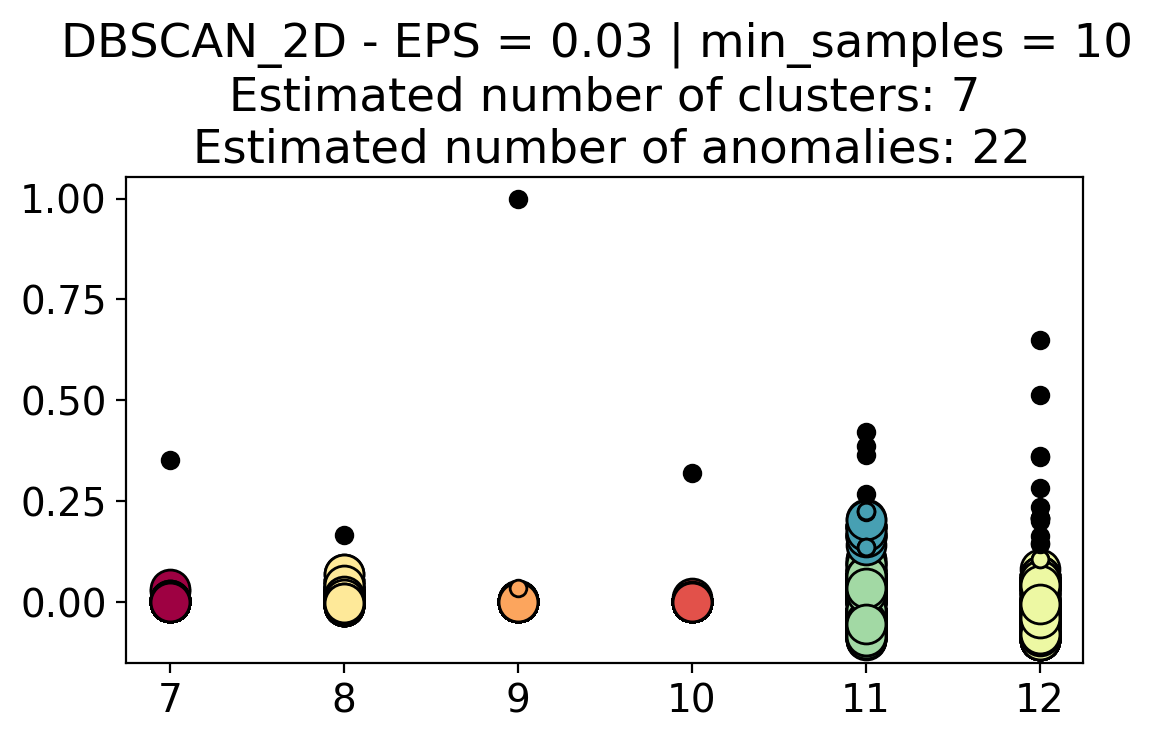 DBSCAN_2D - EPS = 0.03 | min_samples = 10
Estimated number of clusters: 7
Estimated number of anomalies: 22
1.00
0.75
0.50
0.25
0.00
7 8 9 10 11 12